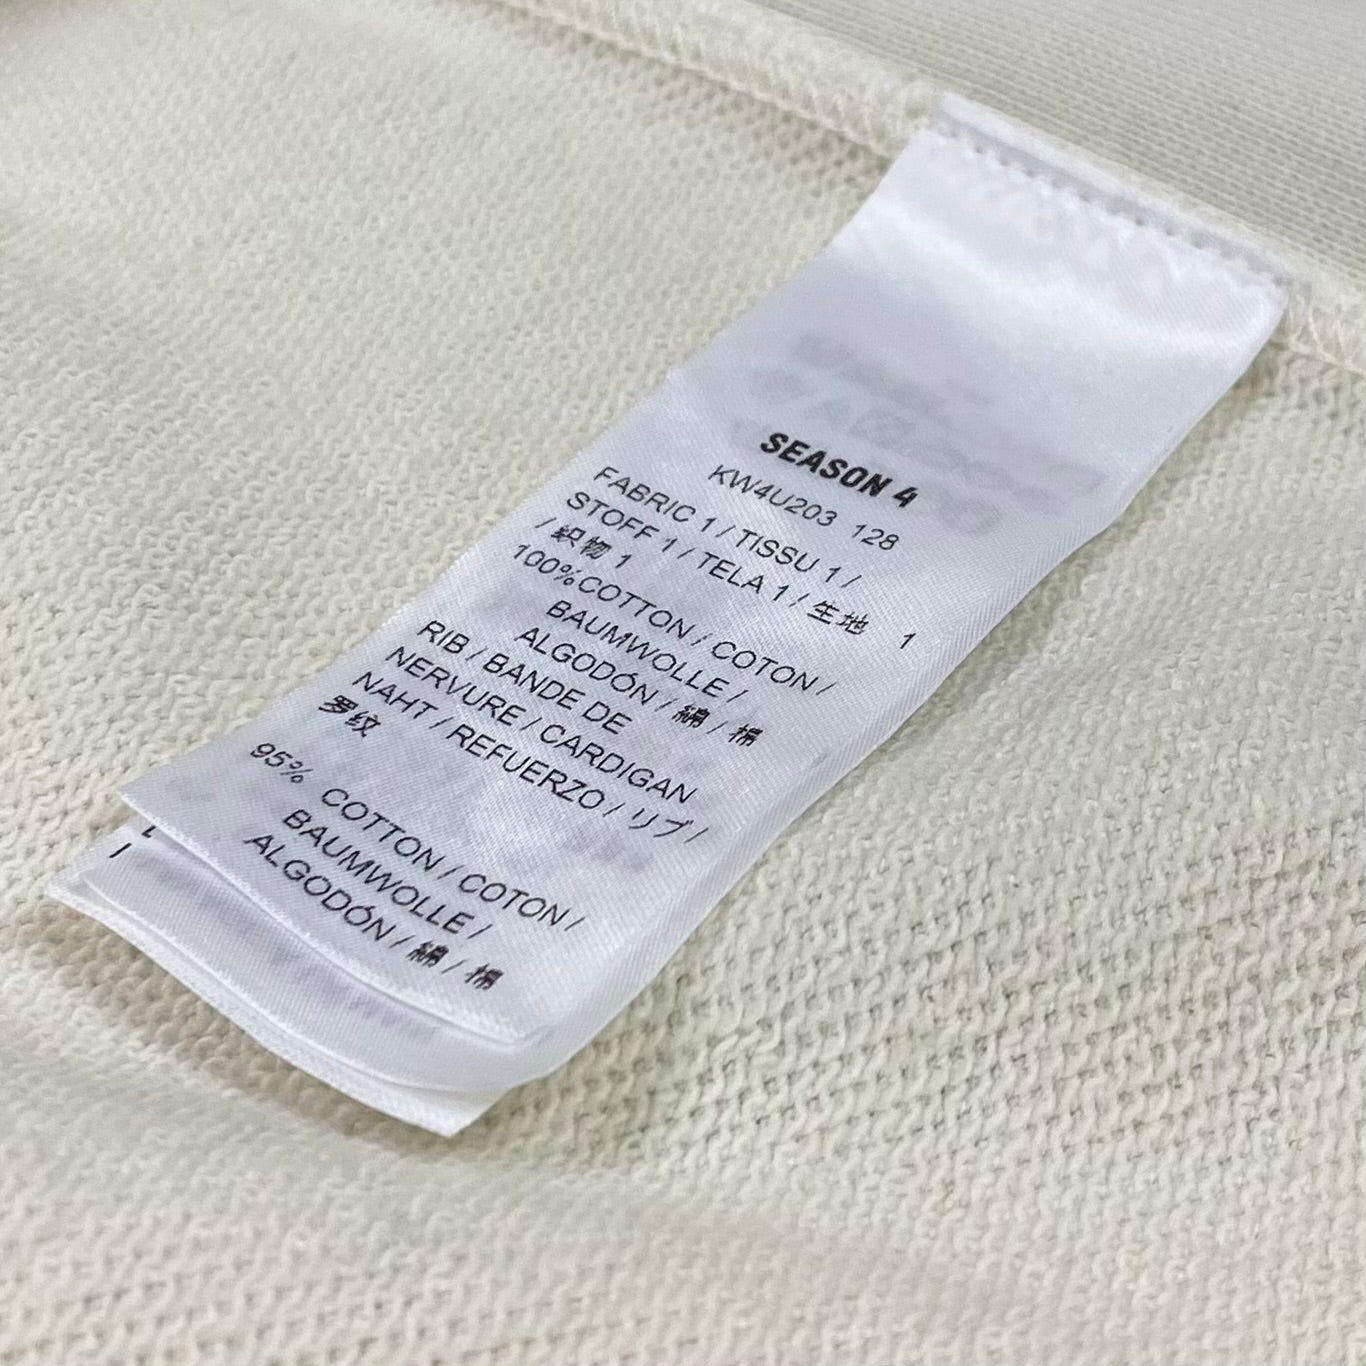 SEASON 4
KW4U203 128
FABRIC 1 / TISSU 1 /
STOFF 1 / TELA 1 / 生地 1
/ 織物 1
100%COTTON / COTON /
BAUMWOLLE /
ALGODÓN / 綿 / 棉
RIB / BANDE DE
NERVURE / CARDIGAN
NAHT / REFUERZO / リブ /
罗纹
95% COTTON / COTON /
BAUMWOLLE /
ALGODÓN / 綿 / 棉